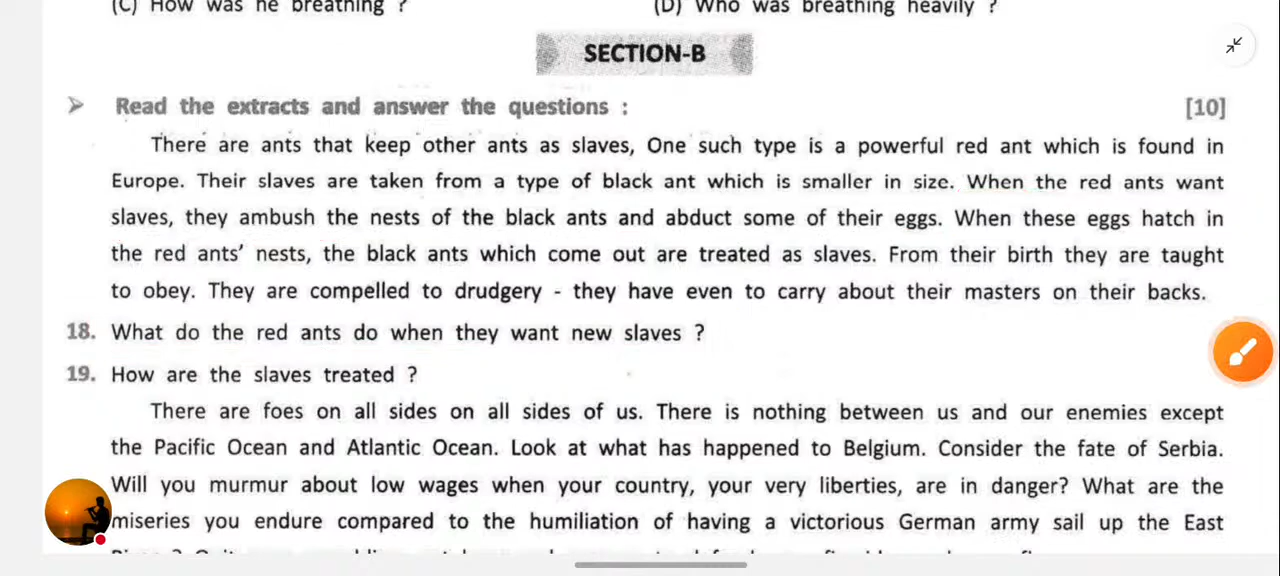 (C) How was he breathing ? (D) Who was breathing heavily ?
SECTION-B
➤ Read the extracts and answer the questions : [10]
There are ants that keep other ants as slaves, One such type is a powerful red ant which is found in
Europe. Their slaves are taken from a type of black ant which is smaller in size. When the red ants want
slaves, they ambush the nests of the black ants and abduct some of their eggs. When these eggs hatch in
the red ants' nests, the black ants which come out are treated as slaves. From their birth they are taught
to obey. They are compelled to drudgery - they have even to carry about their masters on their backs.
18. What do the red ants do when they want new slaves ?
19. How are the slaves treated ?
There are foes on all sides on all sides of us. There is nothing between us and our enemies except
the Pacific Ocean and Atlantic Ocean. Look at what has happened to Belgium. Consider the fate of Serbia.
Will you murmur about low wages when your country, your very liberties, are in danger? What are the
miseries you endure compared to the humiliation of having a victorious German army sail up the East